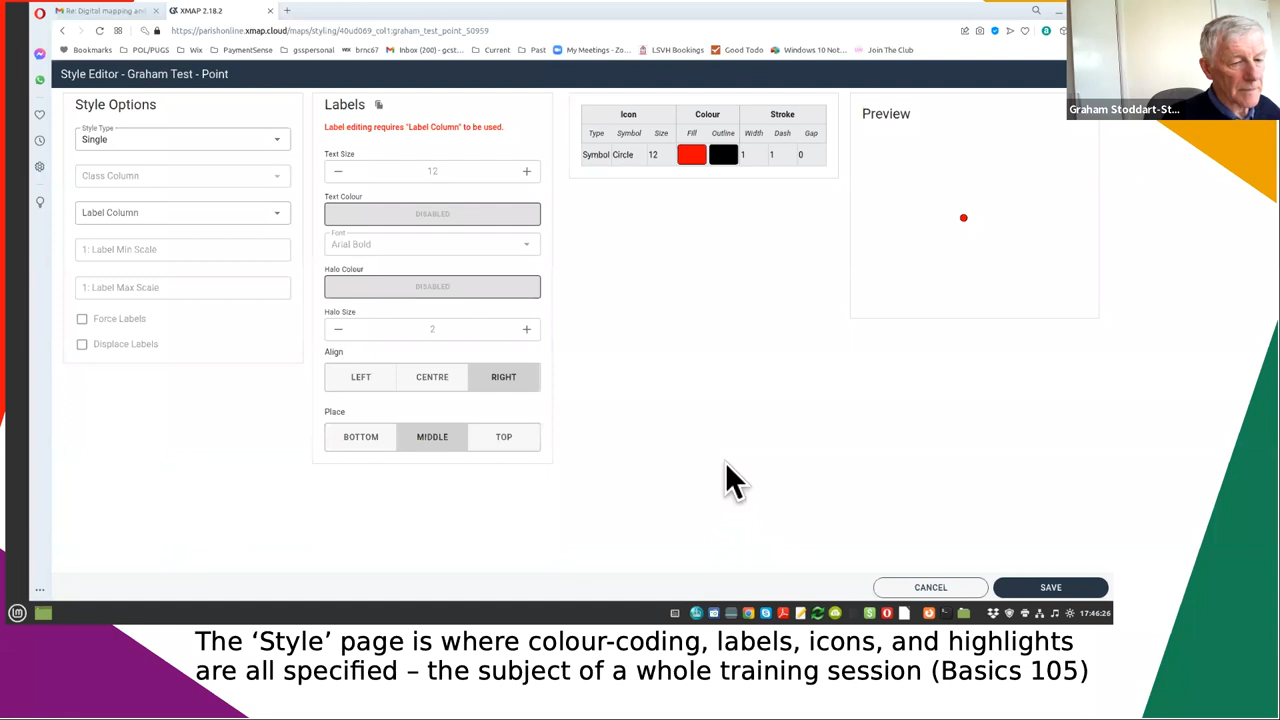 Re: Digital mapping and
XMAP 2.18.2
https://parishonline.xmap.cloud/maps/styling/40ud069_col1:graham_test_point_50959
Bookmarks
POL/PUGS
Wix
PaymentSense
gsspersonal
brnc67
Inbox (200) - gcst...
Current
Past
My Meetings - Zo...
LSVH Bookings
Good Todo
Windows 10 Not...
Join The Club
Graham Stoddart-St...
Style Editor - Graham Test - Point
Style Options
Style Type
Single
Class Column
Label Column
1: Label Min Scale
1: Label Max Scale
Force Labels
Displace Labels
Labels
Label editing requires "Label Column" to be used.
Text Size
12
Text Colour
DISABLED
Font
Arial Bold
Halo Colour
DISABLED
Halo Size
2
Align
LEFT CENTRE RIGHT
Place
BOTTOM MIDDLE TOP
Icon Colour Stroke
Type Symbol Size Fill Outline Width Dash Gap
Symbol Circle 12 1 1 0
Preview
CANCEL
SAVE
17:46:26
The ‘Style’ page is where colour-coding, labels, icons, and highlights
are all specified – the subject of a whole training session (Basics 105)